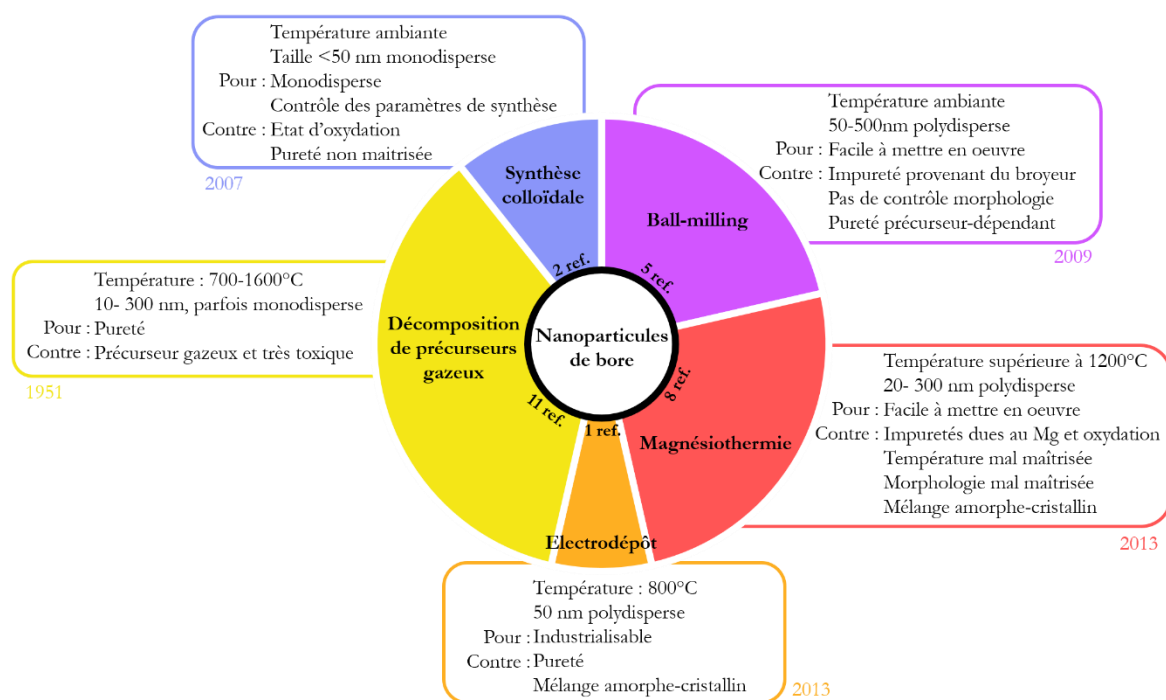 Température ambiante
Taille <50 nm monodisperse
Pour : Monodisperse
Contrôle des paramètres de synthèse
Contre : Etat d'oxydation
Pureté non maitrisée
2007
Température ambiante
50-500nm polydisperse
Pour : Facile à mettre en oeuvre
Contre : Impureté provenant du broyeur
Pas de contrôle morphologie
Pureté précurseur-dépendant
2009
Synthèse
colloïdale
2 ref.
Ball-milling
5 ref.
Température : 700-1600°C
10- 300 nm, parfois monodisperse
Pour : Pureté
Contre : Précurseur gazeux et très toxique
1951
Décomposition
de précurseurs
gazeux
11 ref.
Nanoparticules
de bore
Magnésiothermie
8 ref.
Température supérieure à 1200°C
20- 300 nm polydisperse
Pour : Facile à mettre en oeuvre
Contre : Impuretés dues au Mg et oxydation
Température mal maîtrisée
Morphologie mal maîtrisée
Mélange amorphe-cristallin
2013
1 ref.
Electrodépôt
Température : 800°C
50 nm polydisperse
Pour : Industrialisable
Contre : Pureté
Mélange amorphe-cristallin
2013